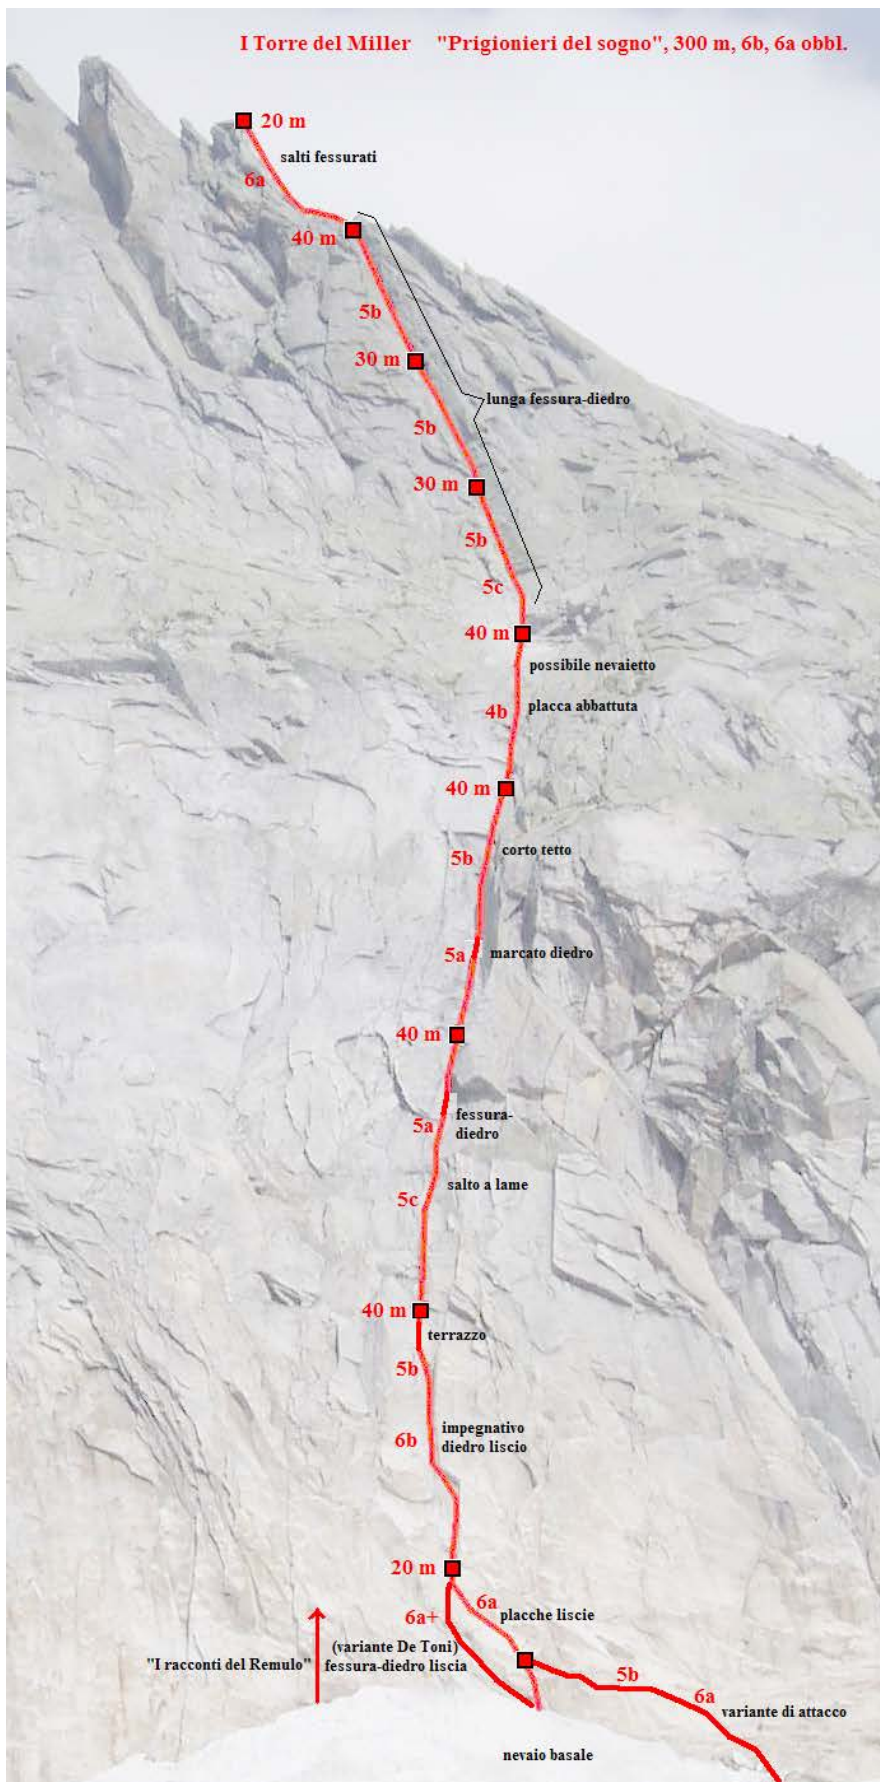 I Torre del Miller "Prigionieri del sogno", 300 m, 6b, 6a obbl.
20 m
salti fessurati
6a
40 m
5b
30 m
lunga fessura-diedro
5b
30 m
5b
5c
40 m
possibile nevaietto
4b
placca abbattuta
40 m
5b
corto tetto
5a
marcato diedro
40 m
fessura-
diedro
5a
salto a lame
5c
40 m
terrazzo
5b
impegnativo
diedro liscio
6b
20 m
6a
placche liscie
6a+
(variante De Toni)
fessura-diedro liscia
"I racconti del Remulo"
5b
6a
variante di attacco
nevaio basale